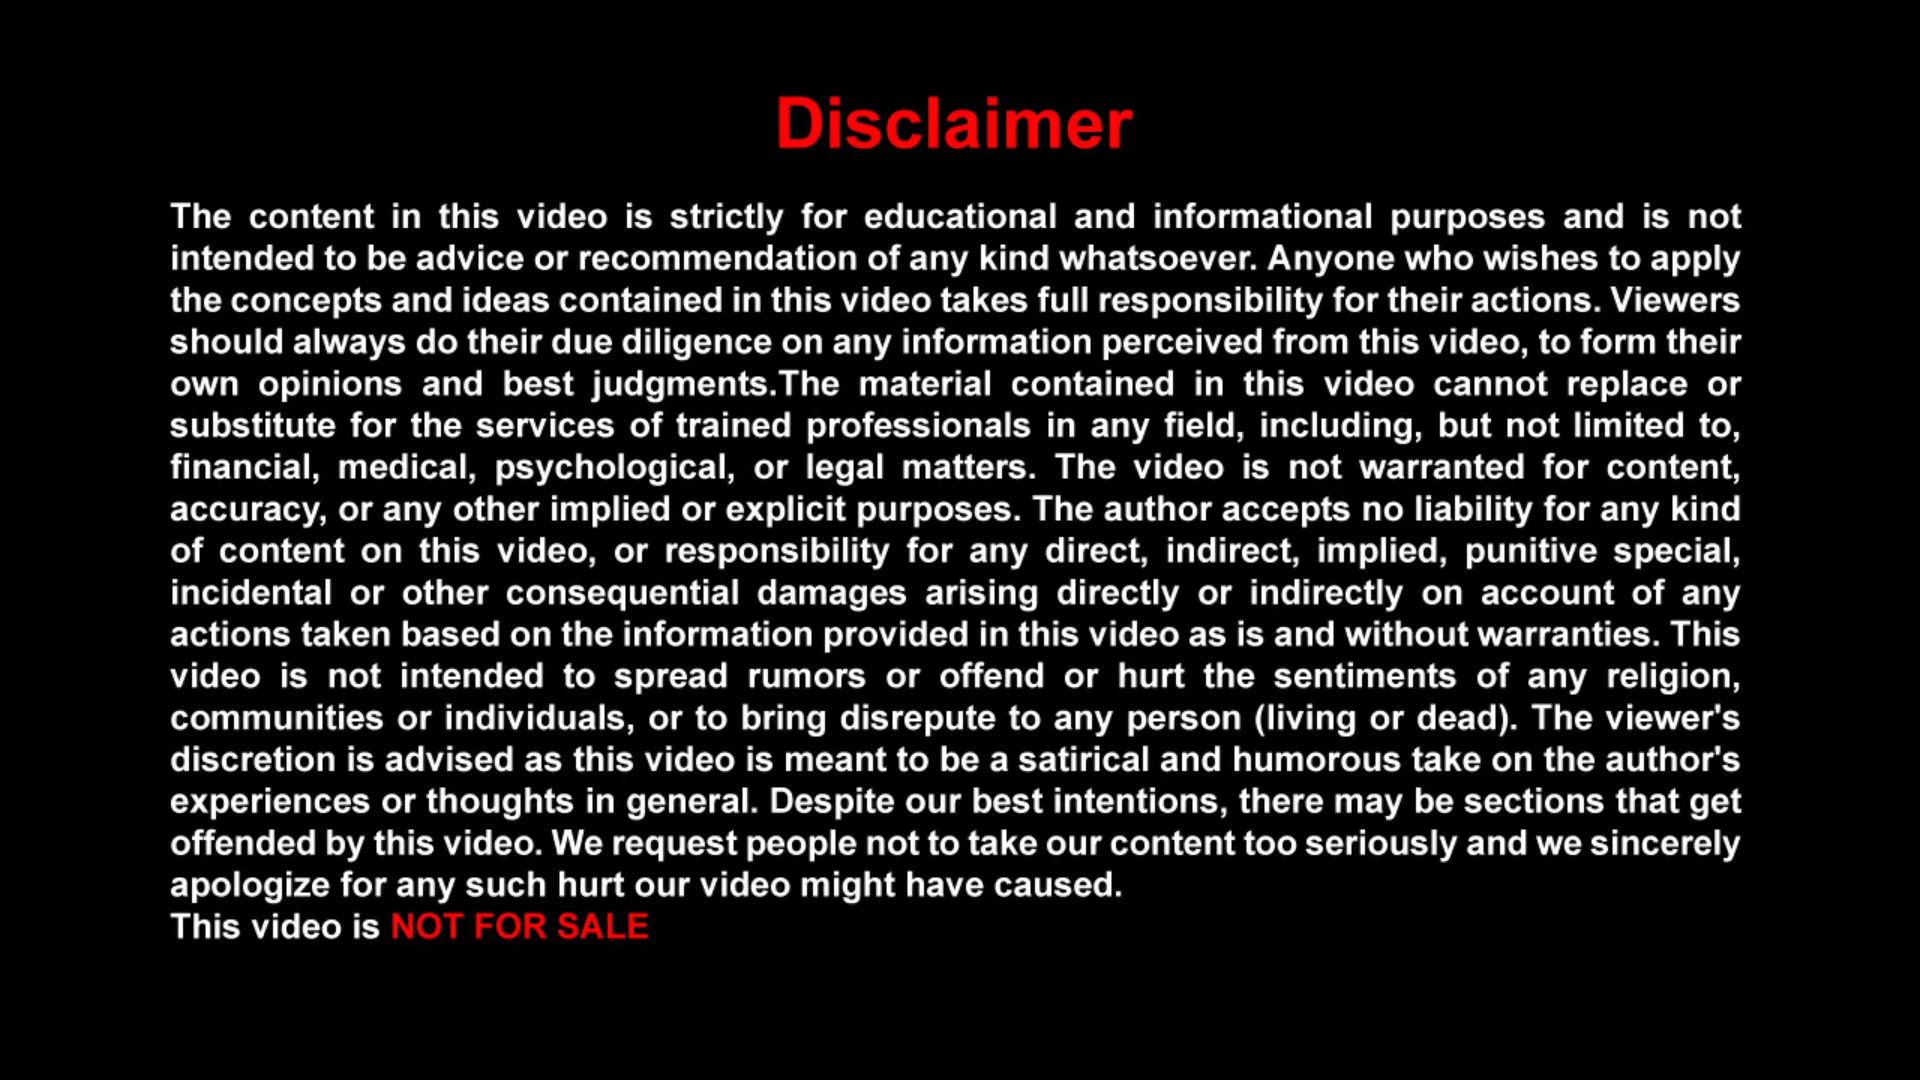 Disclaimer
The content in this video is strictly for educational and informational purposes and is not
intended to be advice or recommendation of any kind whatsoever. Anyone who wishes to apply
the concepts and ideas contained in this video takes full responsibility for their actions. Viewers
should always do their due diligence on any information perceived from this video, to form their
own opinions and best judgments.The material contained in this video cannot replace or
substitute for the services of trained professionals in any field, including, but not limited to,
financial, medical, psychological, or legal matters. The video is not warranted for content,
accuracy, or any other implied or explicit purposes. The author accepts no liability for any kind
of content on this video, or responsibility for any direct, indirect, implied, punitive special,
incidental or other consequential damages arising directly or indirectly on account of any
actions taken based on the information provided in this video as is and without warranties. This
video is not intended to spread rumors or offend or hurt the sentiments of any religion,
communities or individuals, or to bring disrepute to any person (living or dead). The viewer's
discretion is advised as this video is meant to be a satirical and humorous take on the author's
experiences or thoughts in general. Despite our best intentions, there may be sections that get
offended by this video. We request people not to take our content too seriously and we sincerely
apologize for any such hurt our video might have caused.
This video is NOT FOR SALE